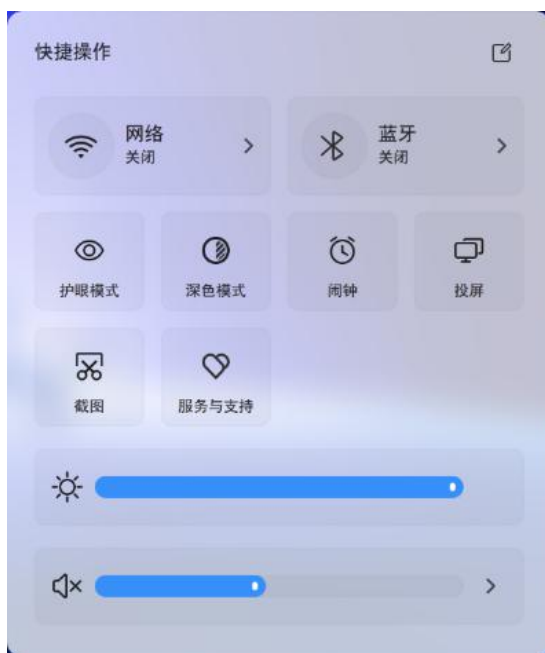 快捷操作
网络
关闭
蓝牙
关闭
护眼模式
深色模式
闹钟
投屏
截图
服务与支持